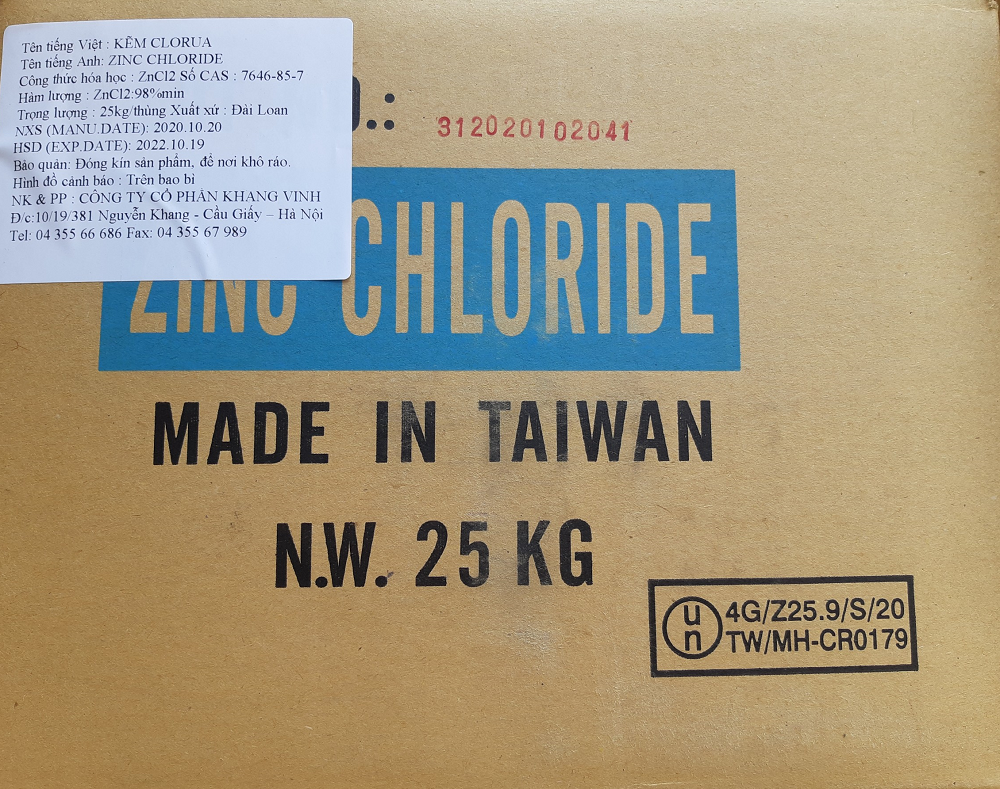 Tên tiếng Việt : KẼM CLORUA
Tên tiếng Anh: ZINC CHLORIDE
Công thức hóa học : ZnCl2 Số CAS : 7646-85-7
Hàm lượng : ZnCl2:98%min
Trọng lượng : 25kg/thùng Xuất xứ : Đài Loan
NXS (MANU.DATE): 2020.10.20
HSD (EXP.DATE): 2022.10.19
Bảo quản: Đóng kín sản phẩm, để nơi khô ráo.
Hình đồ cảnh báo : Trên bao bì
NK & PP : CÔNG TY CỔ PHẦN KHANG VINH
Đ/c:10/19/381 Nguyễn Khang - Cầu Giấy – Hà Nội
Tel: 04 355 66 686 Fax: 04 355 67 989
312020102041
ZINC CHLORIDE
MADE IN TAIWAN
N.W. 25 KG
un 4G/Z25.9/S/20
TW/MH-CR0179